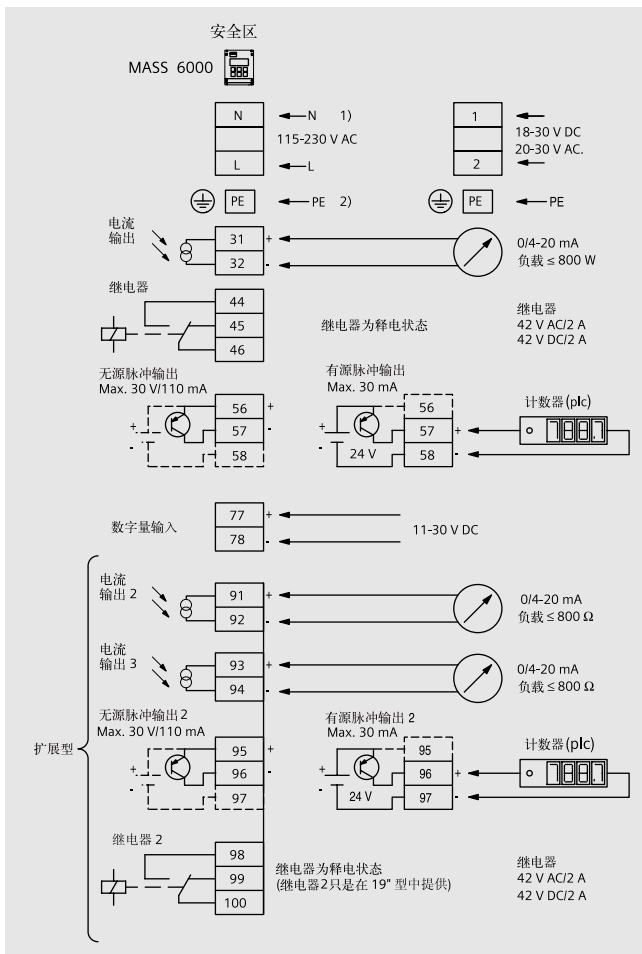 安全区
MASS 6000
N
N 1)
115-230 V AC
L
L
1
18-30 V DC
20-30 V AC.
2
PE
PE 2)
PE
PE
电流
输出
31
+
32
-
0/4-20 mA
负载 ≤ 800 W
继电器
44
45
46
继电器为释电状态
继电器
42 V AC/2 A
42 V DC/2 A
无源脉冲输出
Max. 30 V/110 mA
+
-
56
+
57
-
58
有源脉冲输出
Max. 30 mA
+
-
24 V
56
57
+
58
-
计数器(plc)
数字量输入
77
+
78
-
11-30 V DC
扩展型
电流
输出 2
91
+
92
-
0/4-20 mA
负载 ≤ 800 Ω
电流
输出 3
93
+
94
-
0/4-20 mA
负载 ≤ 800 Ω
无源脉冲输出2
Max. 30 V/110 mA
+
-
95
+
96
-
97
有源脉冲输出 2
Max. 30 mA
+
-
24 V
95
96
+
97
-
计数器(plc)
继电器 2
98
99
100
继电器为释电状态
(继电器2只是在 19" 型中提供)
继电器
42 V AC/2 A
42 V DC/2 A